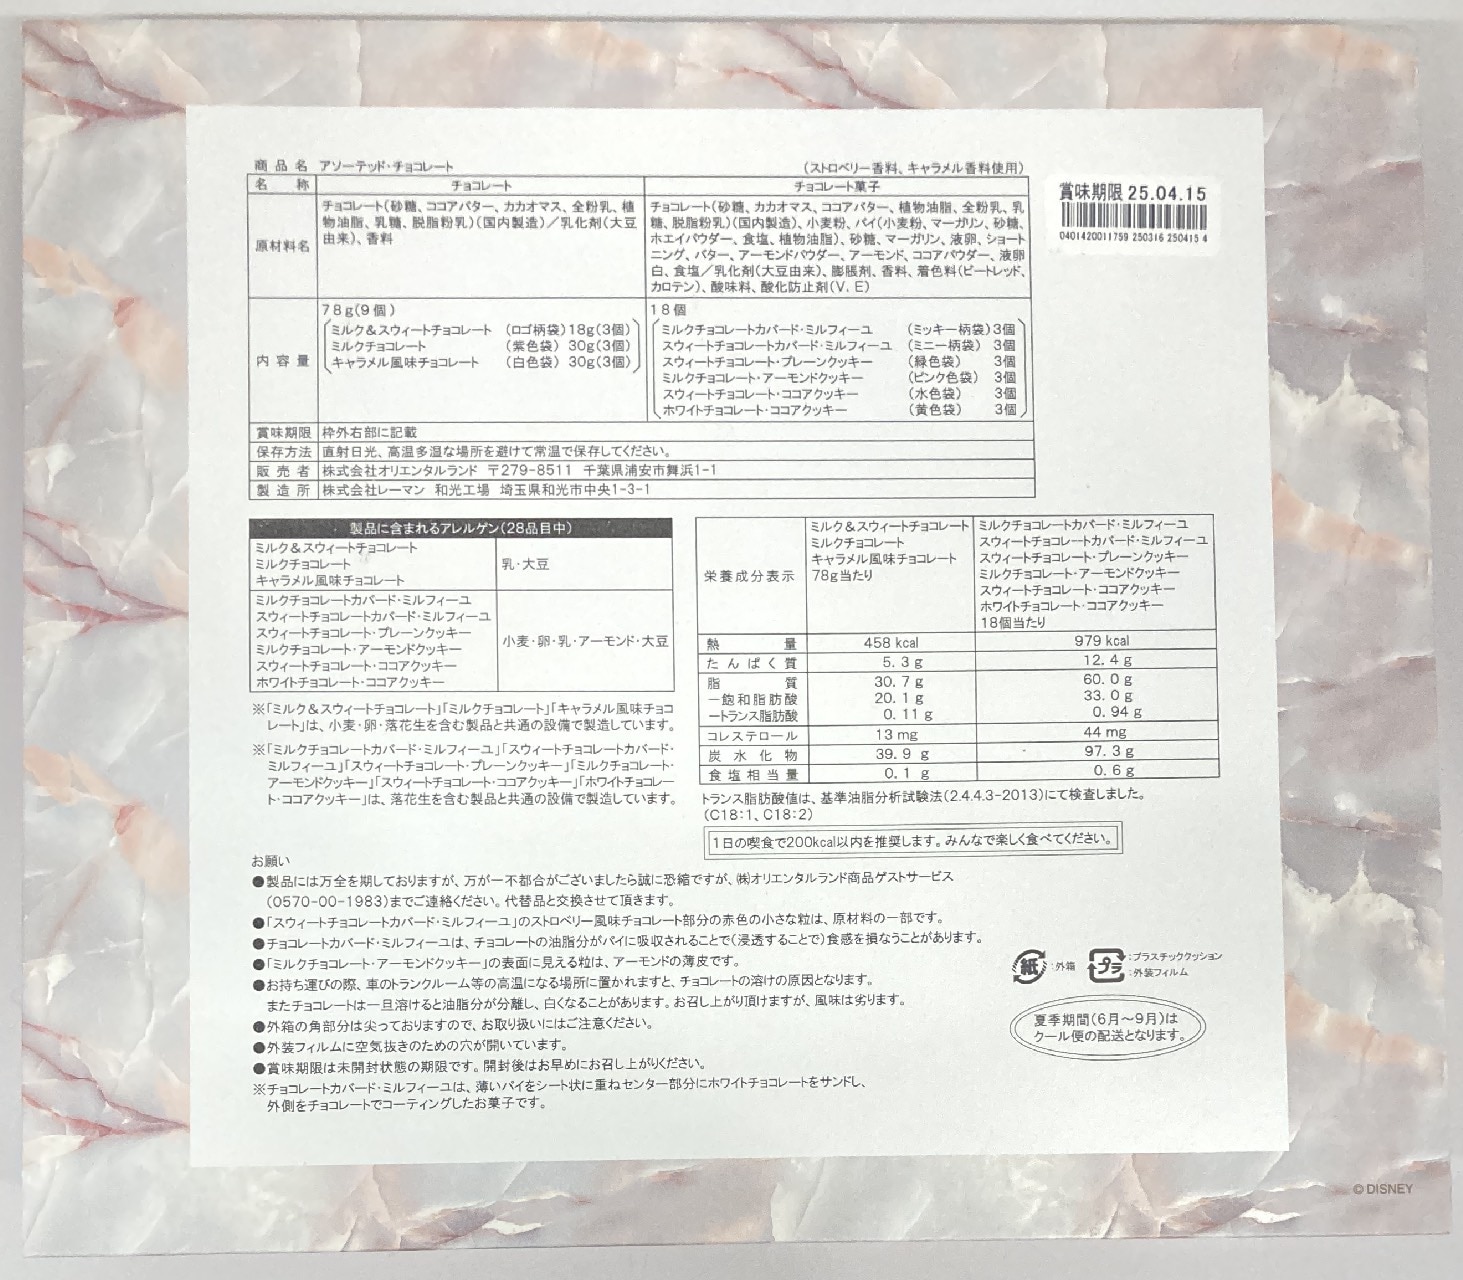 商品名 アソーテッド・チョコレート (ストロベリー香料、キャラメル香料使用)
名称 チョコレート チョコレート菓子
原材料名
チョコレート(砂糖、ココアバター、カカオマス、全粉乳、植
物油脂、乳糖、脱脂粉乳)(国内製造)/乳化剤(大豆
由来)、香料
チョコレート(砂糖、カカオマス、ココアバター、植物油脂、全粉乳、乳
糖、脱脂粉乳)(国内製造)、小麦粉、パイ(小麦粉、マーガリン、砂糖、
ホエイパウダー、食塩、植物油脂)、砂糖、マーガリン、液卵、ショート
ニング、バター、アーモンドパウダー、アーモンド、ココアパウダー、液卵
白、食塩/乳化剤(大豆由来)、膨脹剤、香料、着色料(ビートレッド、
カロテン)、酸味料、酸化防止剤(V.E)
内容量
78g(9個)
ミルク&スウィートチョコレート (ロゴ柄袋)18g(3個)
ミルクチョコレート (紫色袋) 30g(3個)
キャラメル風味チョコレート (白色袋) 30g(3個)
18個
ミルクチョコレートカバード・ミルフィーユ (ミッキー柄袋)3個
スウィートチョコレートカバード・ミルフィーユ (ミニー柄袋) 3個
スウィートチョコレート・プレーンクッキー (緑色袋) 3個
ミルクチョコレート・アーモンドクッキー (ピンク色袋) 3個
スウィートチョコレート・ココアクッキー (水色袋) 3個
ホワイトチョコレート・ココアクッキー (黄色袋) 3個
賞味期限 枠外右部に記載
保存方法 直射日光、高温多湿な場所を避けて常温で保存してください。
販売者 株式会社オリエンタルランド 〒279-8511 千葉県浦安市舞浜1-1
製造所 株式会社レーマン 和光工場 埼玉県和光市中央1-3-1
賞味期限 25.04.15
0401420011759 250316 250415 4
製品に含まれるアレルゲン(28品目中)
ミルク&スウィートチョコレート
ミルクチョコレート
キャラメル風味チョコレート
乳・大豆
ミルクチョコレートカバード・ミルフィーユ
スウィートチョコレートカバード・ミルフィーユ
スウィートチョコレート・プレーンクッキー
ミルクチョコレート・アーモンドクッキー
スウィートチョコレート・ココアクッキー
ホワイトチョコレート・ココアクッキー
小麦・卵・乳・アーモンド・大豆
※「ミルク&スウィートチョコレート」「ミルクチョコレート」「キャラメル風味チョコ
レート」は、小麦・卵・落花生を含む製品と共通の設備で製造しています。
※「ミルクチョコレートカバード・ミルフィーユ」「スウィートチョコレートカバード・
ミルフィーユ」「スウィートチョコレート・プレーンクッキー」「ミルクチョコレート・
アーモンドクッキー」「スウィートチョコレート・ココアクッキー」「ホワイトチョコレー
ト・ココアクッキー」は、落花生を含む製品と共通の設備で製造しています。
栄養成分表示
ミルク&スウィートチョコレート
ミルクチョコレート
キャラメル風味チョコレート
78g当たり
ミルクチョコレートカバード・ミルフィーユ
スウィートチョコレートカバード・ミルフィーユ
スウィートチョコレート・プレーンクッキー
ミルクチョコレート・アーモンドクッキー
スウィートチョコレート・ココアクッキー
ホワイトチョコレート・ココアクッキー
18個当たり
熱量 458 kcal 979 kcal
たんぱく質 5.3 g 12.4 g
脂質 30.7 g 60.0 g
ー飽和脂肪酸 20.1 g 33.0 g
ートランス脂肪酸 0.11 g 0.94 g
コレステロール 13 mg 44 mg
炭水化物 39.9 g 97.3 g
食塩相当量 0.1 g 0.6 g
トランス脂肪酸値は、基準油脂分析試験法(2.4.4.3-2013)にて検査しました。
(C18:1、C18:2)
1日の喫食で200kcal以内を推奨します。みんなで楽しく食べてください。
お願い
●製品には万全を期しておりますが、万が一不都合がございましたら誠に恐縮ですが、㈱オリエンタルランド商品ゲストサービス
(0570-00-1983)までご連絡ください。代替品と交換させて頂きます。
●「スウィートチョコレートカバード・ミルフィーユ」のストロベリー風味チョコレート部分の赤色の小さな粒は、原材料の一部です。
●チョコレートカバード・ミルフィーユは、チョコレートの油脂分がパイに吸収されることで(浸透することで)食感を損なうことがあります。
●「ミルクチョコレート・アーモンドクッキー」の表面に見える粒は、アーモンドの薄皮です。
●お持ち運びの際、車のトランクルーム等の高温になる場所に置かれますと、チョコレートの溶けの原因となります。
またチョコレートは一旦溶けると油脂分が分離し、白くなることがあります。お召し上がり頂けますが、風味は劣ります。
●外箱の角部分は尖っておりますので、お取り扱いにはご注意ください。
●外装フィルムに空気抜きのための穴が開いています。
●賞味期限は未開封状態の期限です。開封後はお早めにお召し上がりください。
※チョコレートカバード・ミルフィーユは、薄いパイをシート状に重ねセンター部分にホワイトチョコレートをサンドし、
外側をチョコレートでコーティングしたお菓子です。
紙 :外箱
プラ :プラスチッククッション
:外装フィルム
夏季期間(6月〜9月)は
クール便の配送となります。
©DISNEY